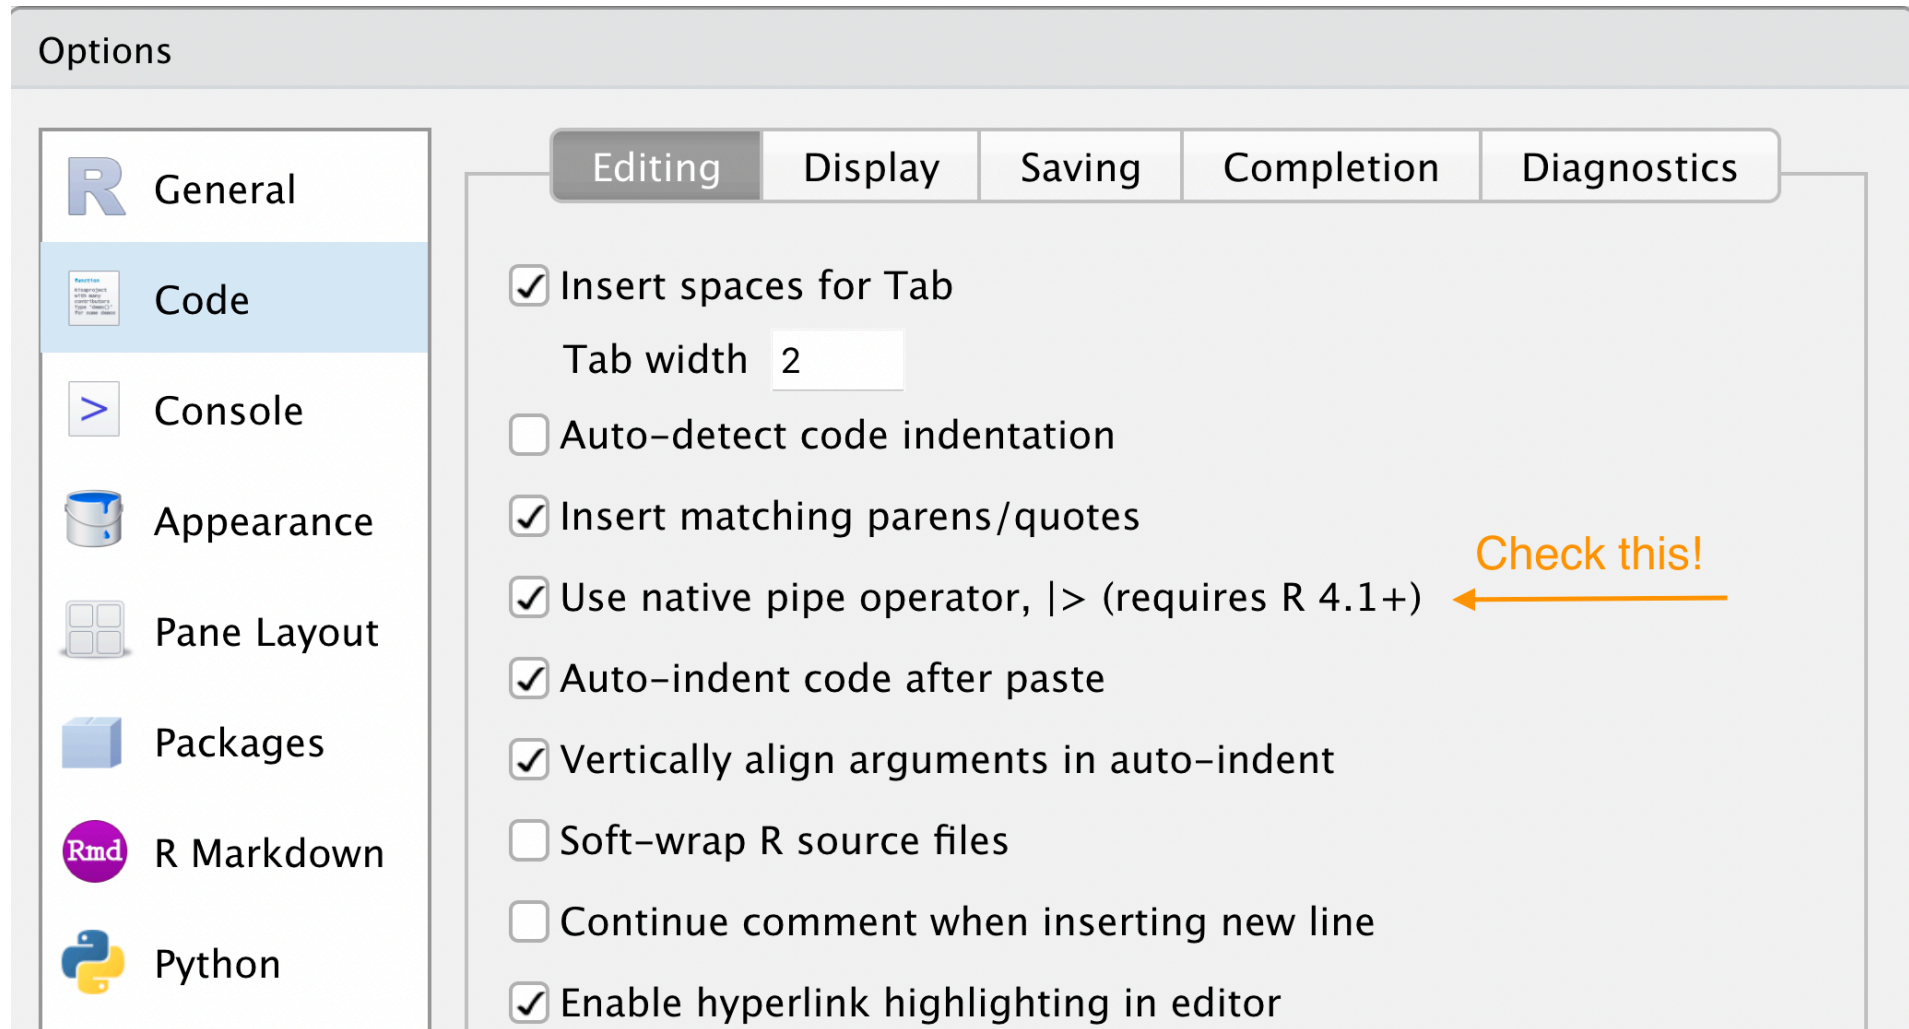 Options
General
Code
Console
Appearance
Pane Layout
Packages
Rmd
R Markdown
Python
Editing
Display
Saving
Completion
Diagnostics
Insert spaces for Tab
Tab width 2
Auto-detect code indentation
Insert matching parens/quotes
Check this!
Use native pipe operator, |> (requires R 4.1+)
Auto-indent code after paste
Vertically align arguments in auto-indent
Soft-wrap R source files
Continue comment when inserting new line
Enable hyperlink highlighting in editor